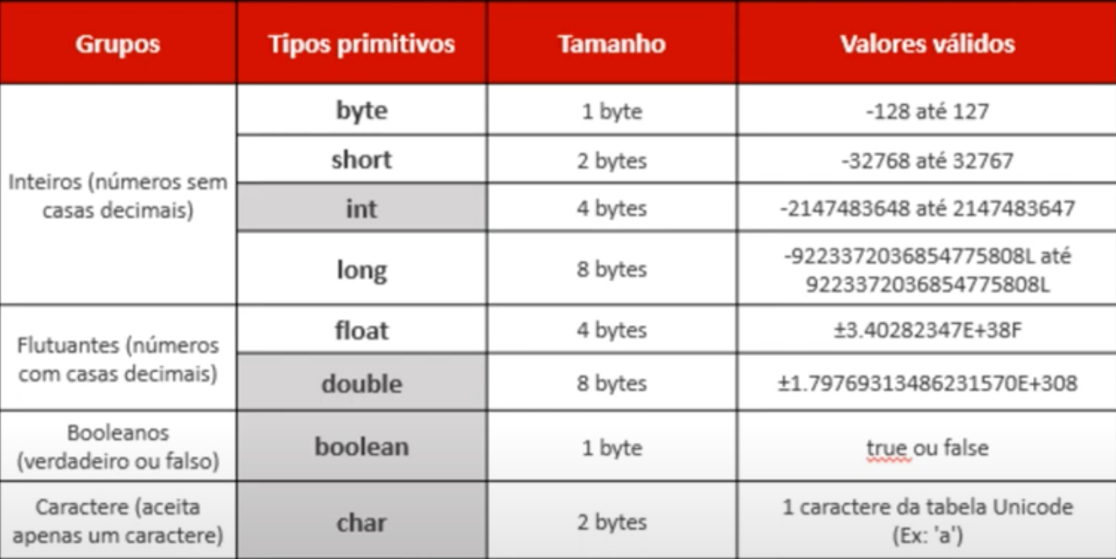 Grupos Tipos primitivos Tamanho Valores válidos
Inteiros (números sem
casas decimais)
byte 1 byte -128 até 127
short 2 bytes -32768 até 32767
int 4 bytes -2147483648 até 2147483647
long 8 bytes -9223372036854775808L até
9223372036854775808L
Flutuantes (números
com casas decimais)
float 4 bytes ±3.40282347E+38F
double 8 bytes ±1.79769313486231570E+308
Booleanos
(verdadeiro ou falso)
boolean 1 byte true ou false
Caractere (aceita
apenas um caractere)
char 2 bytes 1 caractere da tabela Unicode
(Ex: 'a')